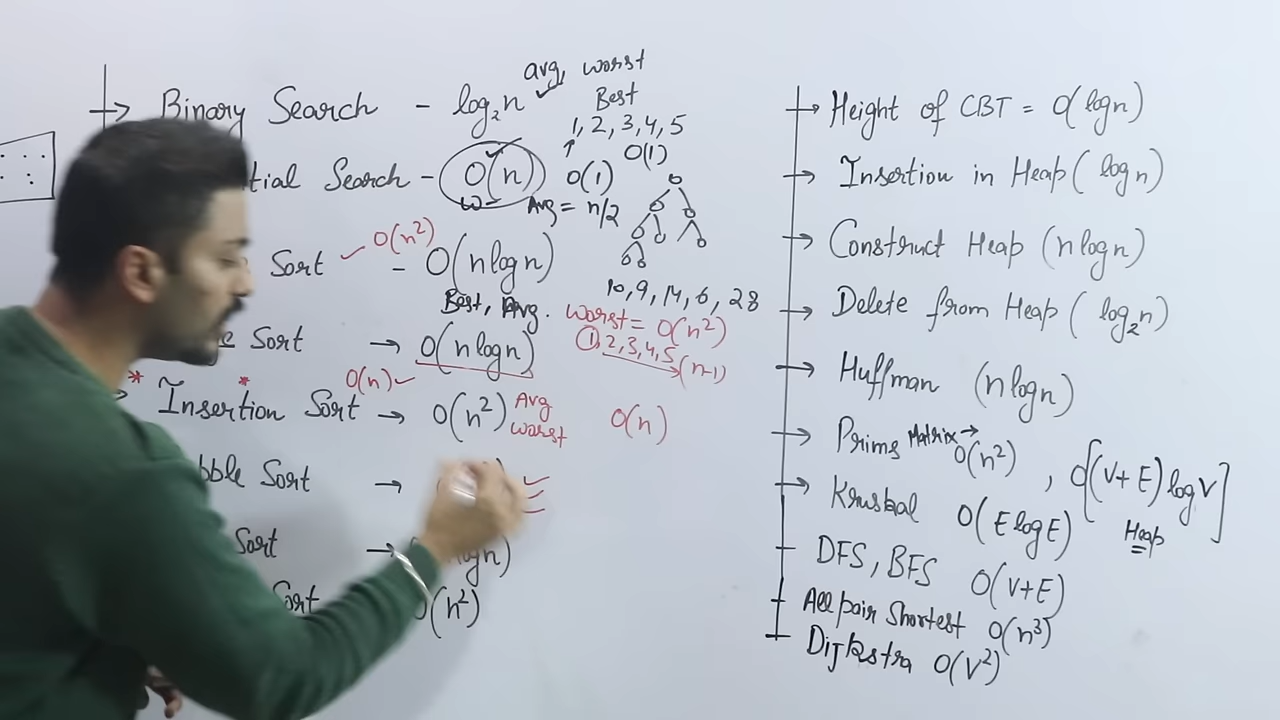 Binary Search - log₂n ✓ avg, worst
Best
1, 2, 3, 4, 5
O(1)
tial Search - O(n) ✓ O(1)
W Avg = n/2
Sort ✓ O(n²) - O(nlogn)
Best, Avg. Worst = O(n²)
10, 9, 14, 6, 28
1, 2, 3, 4, 5 (n-1)
e Sort → O(nlogn)
* Insertion * Sort → O(n) ✓ O(n²) Avg worst O(n)
bble Sort →
Sort → logn)
Sort O(n²)
→ Height of CBT = O(logn)
→ Insertion in Heap (logn)
→ Construct Heap (nlogn)
→ Delete from Heap (log₂n)
→ Huffman (nlogn)
→ Prims Matrix → O(n²), O[(V+E)logV]
Heap
→ Kruskal O(ElogE)
DFS, BFS O(V+E)
All pair Shortest O(n³)
Dijkstra O(V²)